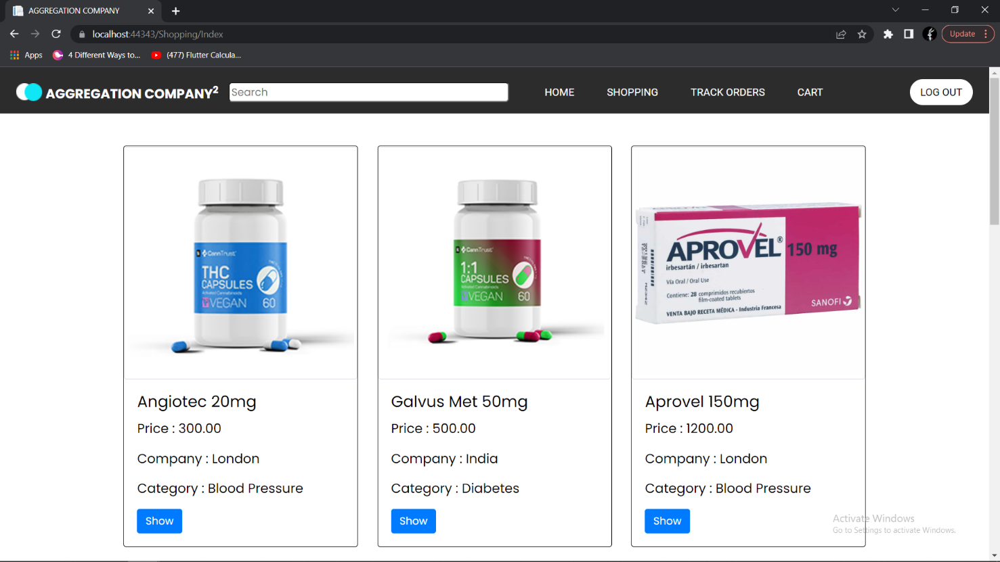 AGGREGATION COMPANY
localhost:44343/Shopping/Index
Update
Apps
4 Different Ways to...
(477) Flutter Calcula...
AGGREGATION COMPANY²
Search
HOME
SHOPPING
TRACK ORDERS
CART
LOG OUT
CannTrust
THC
CAPSULES
Activated Cannabinoids
VEGAN 60
CannTrust
1:1
CAPSULES
Activated Cannabinoids
VEGAN 60
APROVEL® 150 mg
irbesartán / irbesartan
Vía Oral / Oral Use
Contiene: 28 comprimidos recubiertos
film-coated tablets
VENTA BAJO RECETA MÉDICA - Industria Francesa
SANOFI
Angiotec 20mg
Price : 300.00
Company : London
Category : Blood Pressure
Show
Galvus Met 50mg
Price : 500.00
Company : India
Category : Diabetes
Show
Aprovel 150mg
Price : 1200.00
Company : London
Category : Blood Pressure
Show
Activate Windows
Go to Settings to activate Windows.